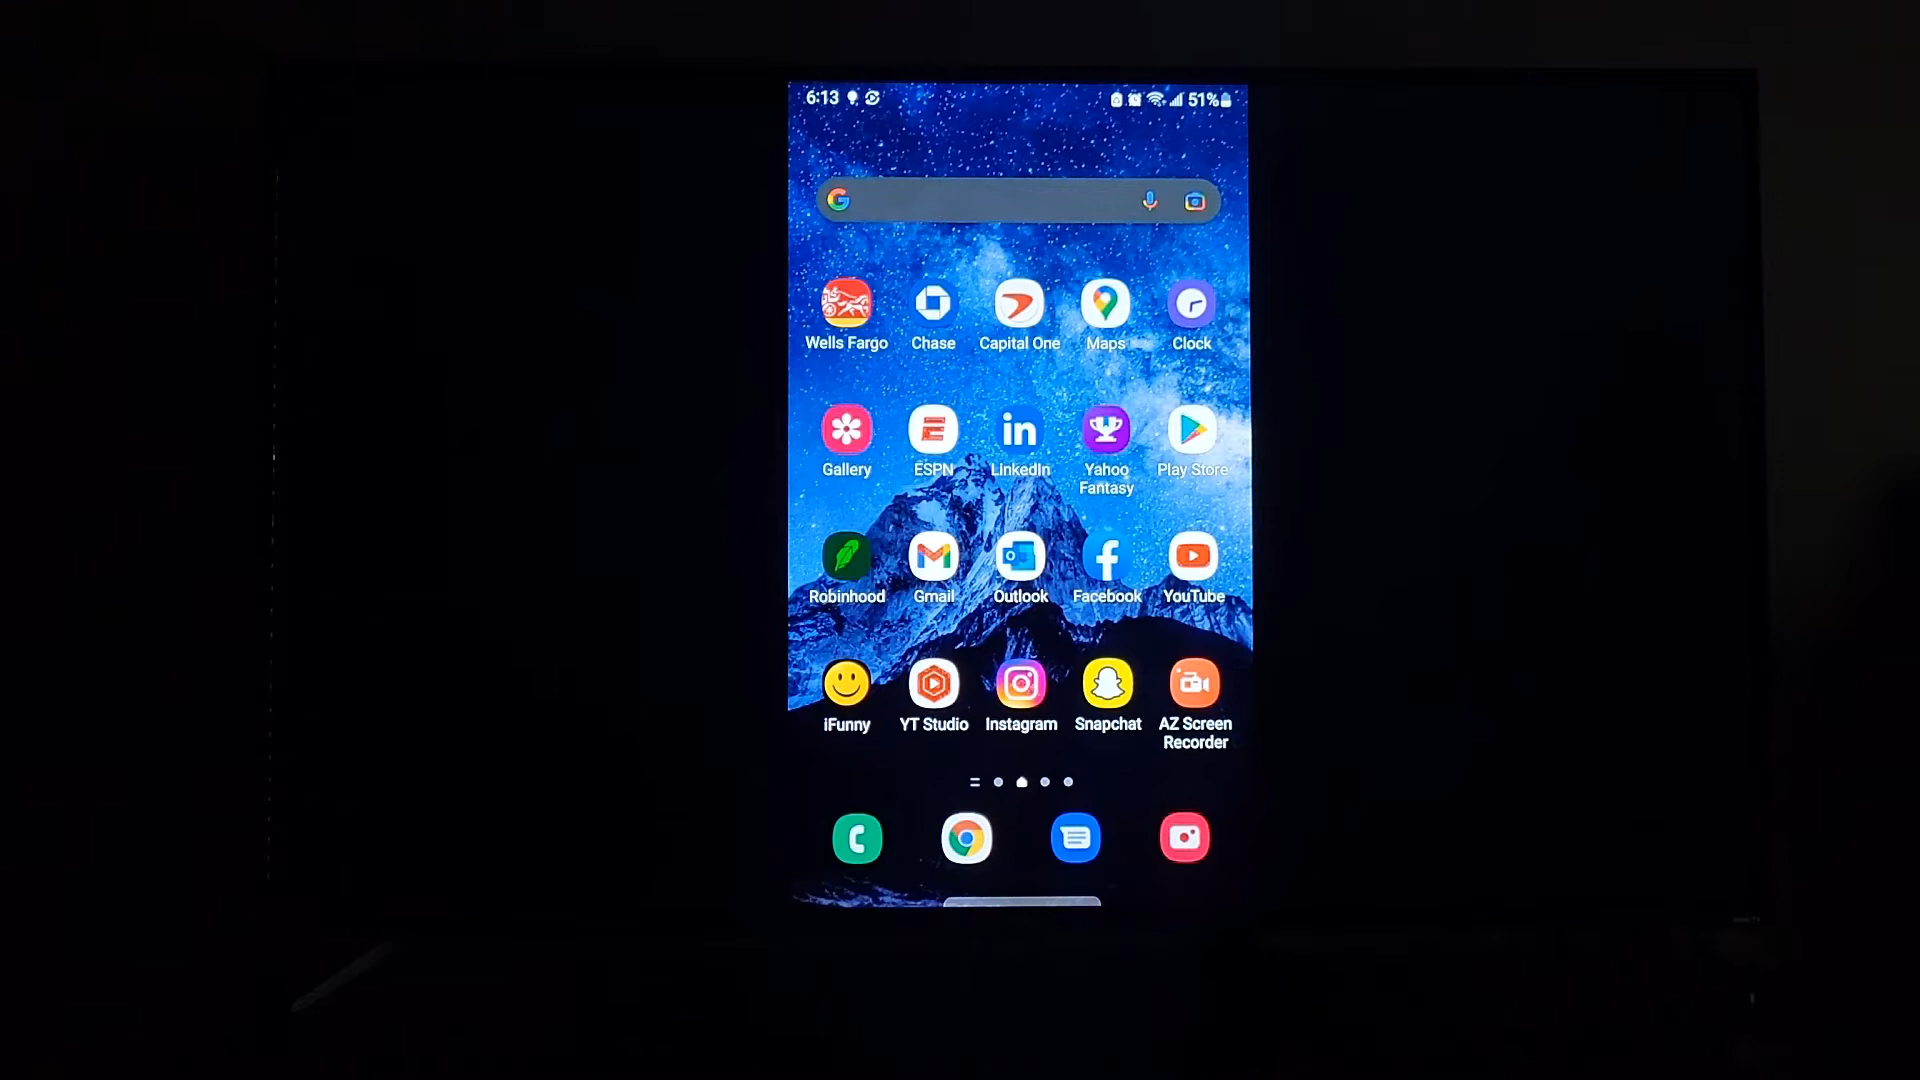 6:13 51%
Wells Fargo Chase Capital One Maps Clock
Gallery ESPN LinkedIn Yahoo Fantasy Play Store
Robinhood Gmail Outlook Facebook YouTube
iFunny YT Studio Instagram Snapchat AZ Screen Recorder